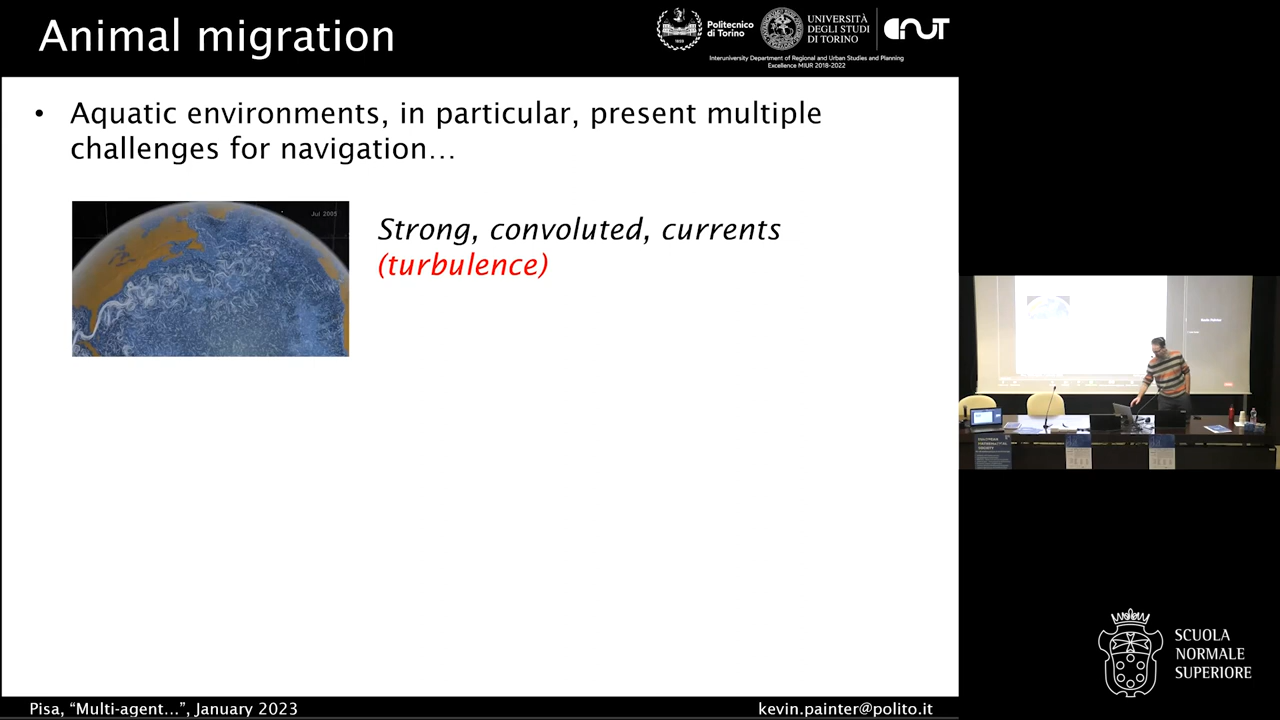 Animal migration
Politecnico
di Torino
1859
UNIVERSITÀ
DEGLI STUDI
DI TORINO
Interuniversity Department of Regional and Urban Studies and Planning
Excellence MIUR 2018-2022
• Aquatic environments, in particular, present multiple
challenges for navigation…
Jul 2005
Strong, convoluted, currents
(turbulence)
SCUOLA
NORMALE
SUPERIORE
Pisa, “Multi-agent…”, January 2023
kevin.painter@polito.it